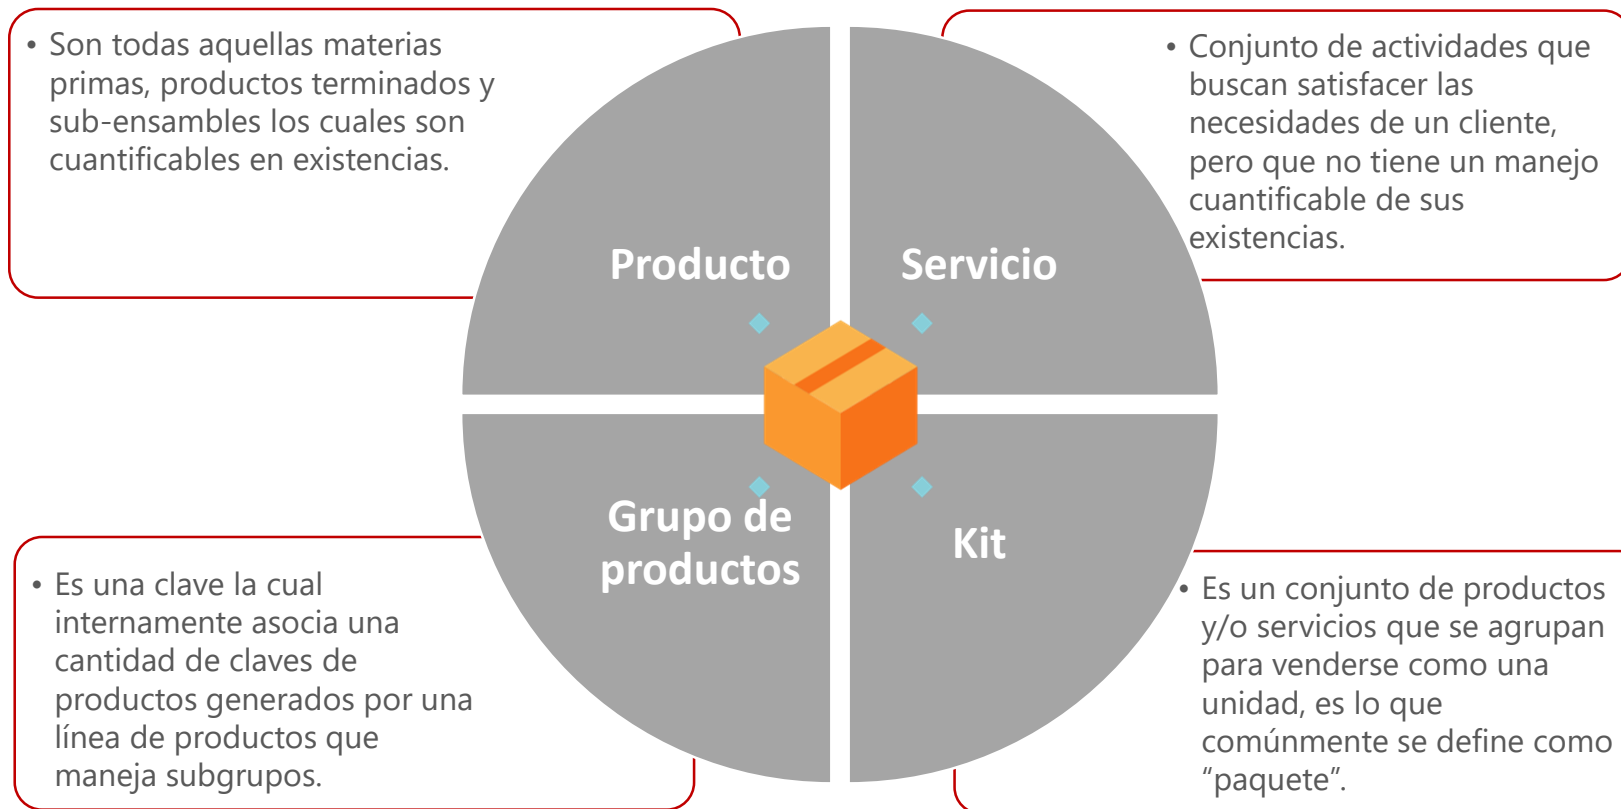 • Son todas aquellas materias
primas, productos terminados y
sub-ensambles los cuales son
cuantificables en existencias.
• Conjunto de actividades que
buscan satisfacer las
necesidades de un cliente,
pero que no tiene un manejo
cuantificable de sus
existencias.
Producto
Servicio
Grupo de
productos
Kit
• Es una clave la cual
internamente asocia una
cantidad de claves de
productos generados por una
línea de productos que
maneja subgrupos.
• Es un conjunto de productos
y/o servicios que se agrupan
para venderse como una
unidad, es lo que
comúnmente se define como
“paquete”.